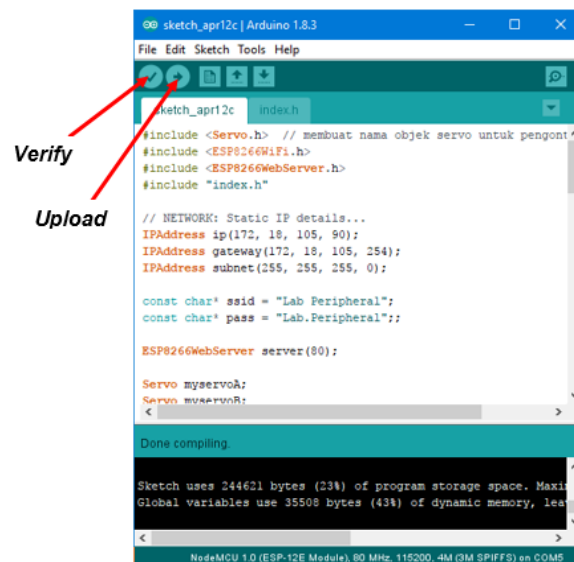 sketch_apr12c | Arduino 1.8.3
File Edit Sketch Tools Help
sketch_apr12c index.h
Verify
Upload
#include <Servo.h> // membuat nama objek servo untuk
#include <ESP8266WiFi.h>
#include <ESP8266WebServer.h>
#include "index.h"
// NETWORK: Static IP details...
IPAddress ip(172, 18, 105, 90);
IPAddress gateway(172, 18, 105, 254);
IPAddress subnet(255, 255, 255, 0);
const char* ssid = "Lab Peripheral";
const char* pass = "Lab.Peripheral";;
ESP8266WebServer server(80);
Servo myservoA;
Servo myservoB;
Done compiling.
Sketch uses 244621 bytes (23%) of program storage space.
Global variables use 35508 bytes (43%) of dynamic memory,
NodeMCU 1.0 (ESP-12E Module), 80 MHz, 115200, 4M (3M SPIFFS) on COM5